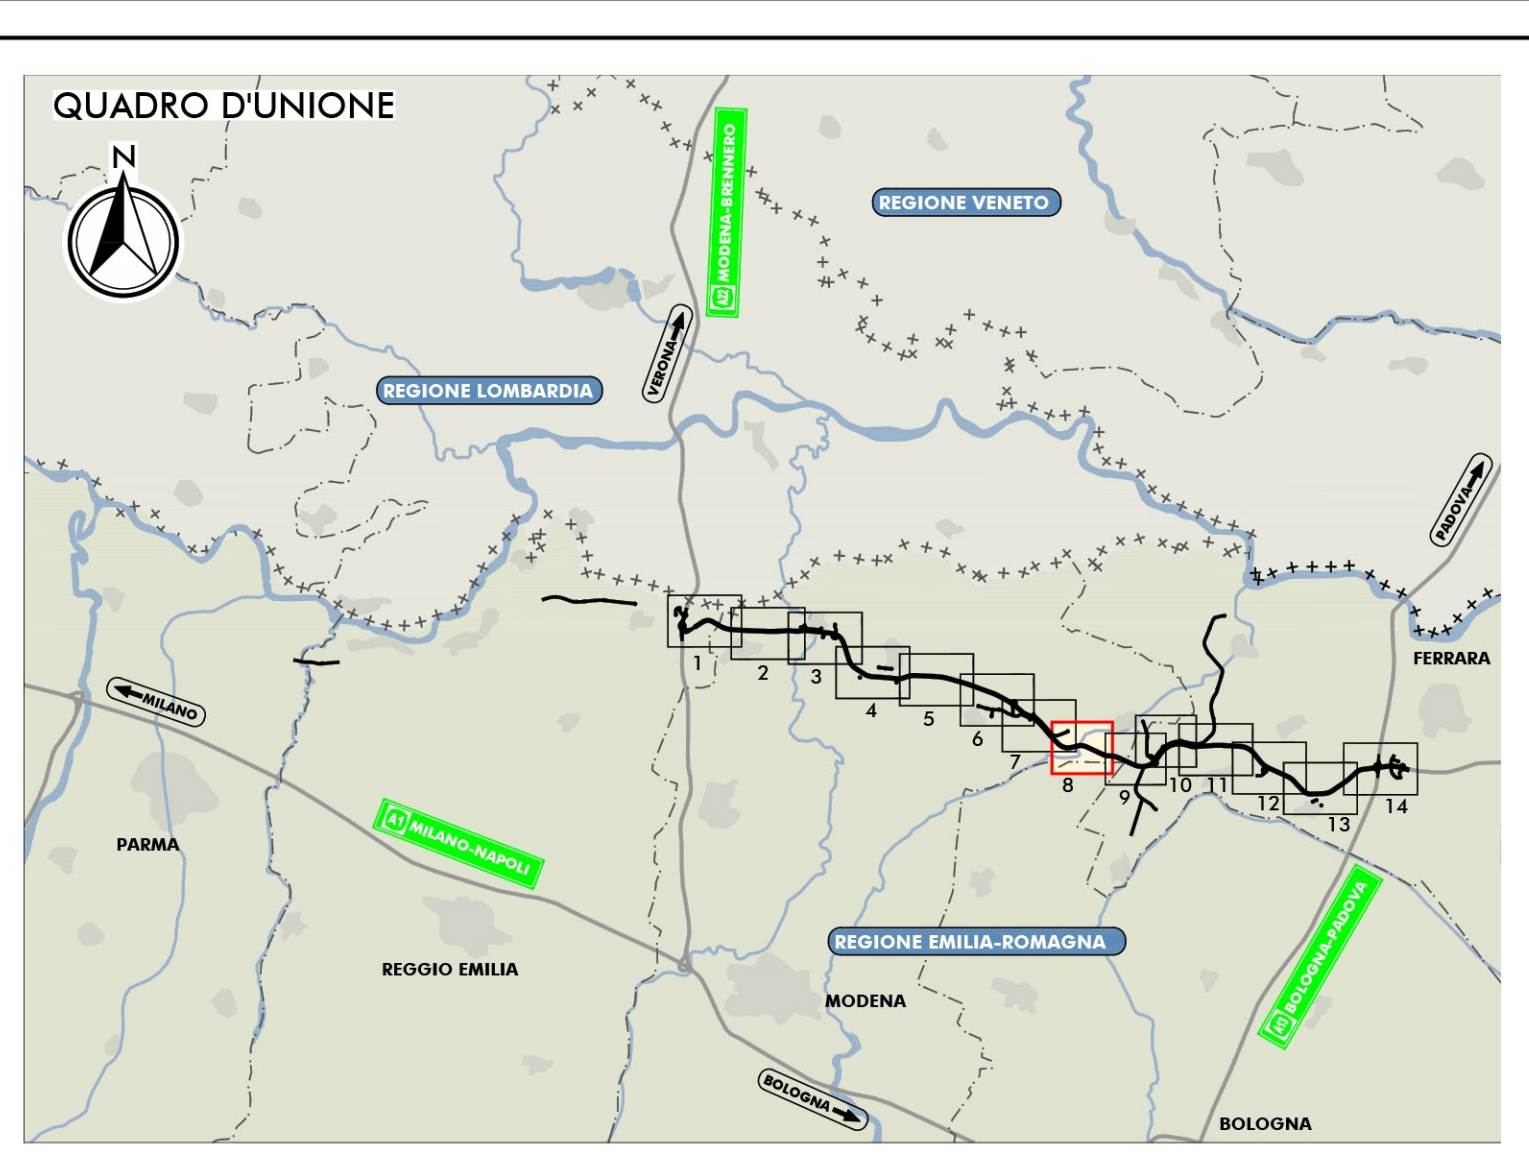 QUADRO D'UNIONE
N
A22 MODENA-BRENNERO
REGIONE VENETO
VERONA
REGIONE LOMBARDIA
PADOVA
FERRARA
1
2
3
4
5
6
7
8
9
10
11
12
13
14
MILANO
PARMA
A1 MILANO-NAPOLI
REGIONE EMILIA-ROMAGNA
A13 BOLOGNA-PADOVA
REGGIO EMILIA
MODENA
BOLOGNA
BOLOGNA